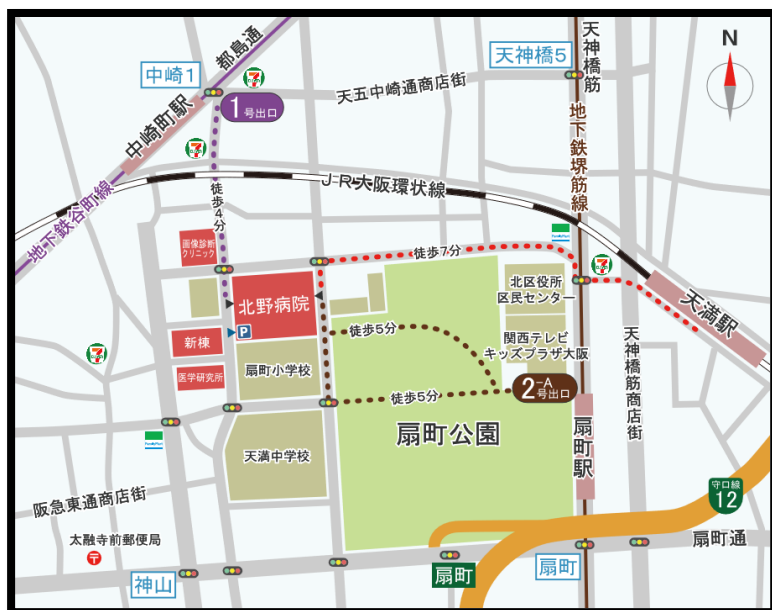 N
中崎1
都島通
天神橋5
天神橋筋
天五中崎通商店街
1号出口
中崎町駅
地下鉄谷町線
地下鉄堺筋線
JR大阪環状線
徒歩4分
画像診断
クリニック
徒歩7分
FamilyMart
北野病院
P
新棟
医学研究所
扇町小学校
天満中学校
徒歩5分
徒歩5分
北区役所
区民センター
関西テレビ
キッズプラザ大阪
2-A
号出口
扇町公園
扇町駅
天満駅
天神橋筋商店街
FamilyMart
阪急東通商店街
太融寺前郵便局
〒
守口線
12
扇町通
神山
扇町
扇町